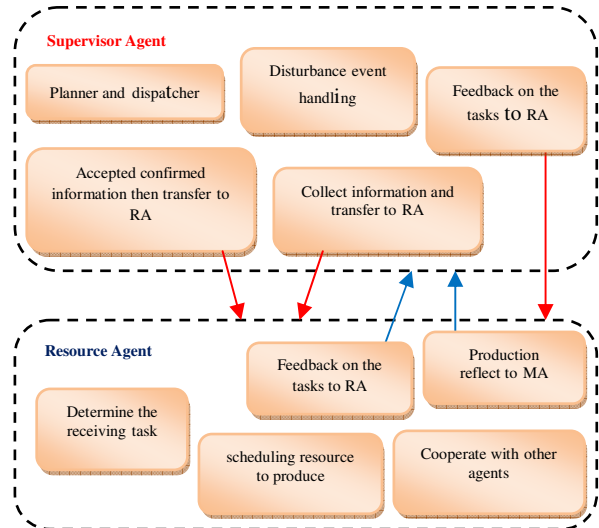 Supervisor Agent
Planner and dispatcher
Disturbance event
handling
Feedback on the
tasks to RA
Accepted confirmed
information then transfer to
RA
Collect information and
transfer to RA
Resource Agent
Feedback on the
tasks to RA
Production
reflect to MA
Determine the
receiving task
scheduling resource
to produce
Cooperate with other
agents